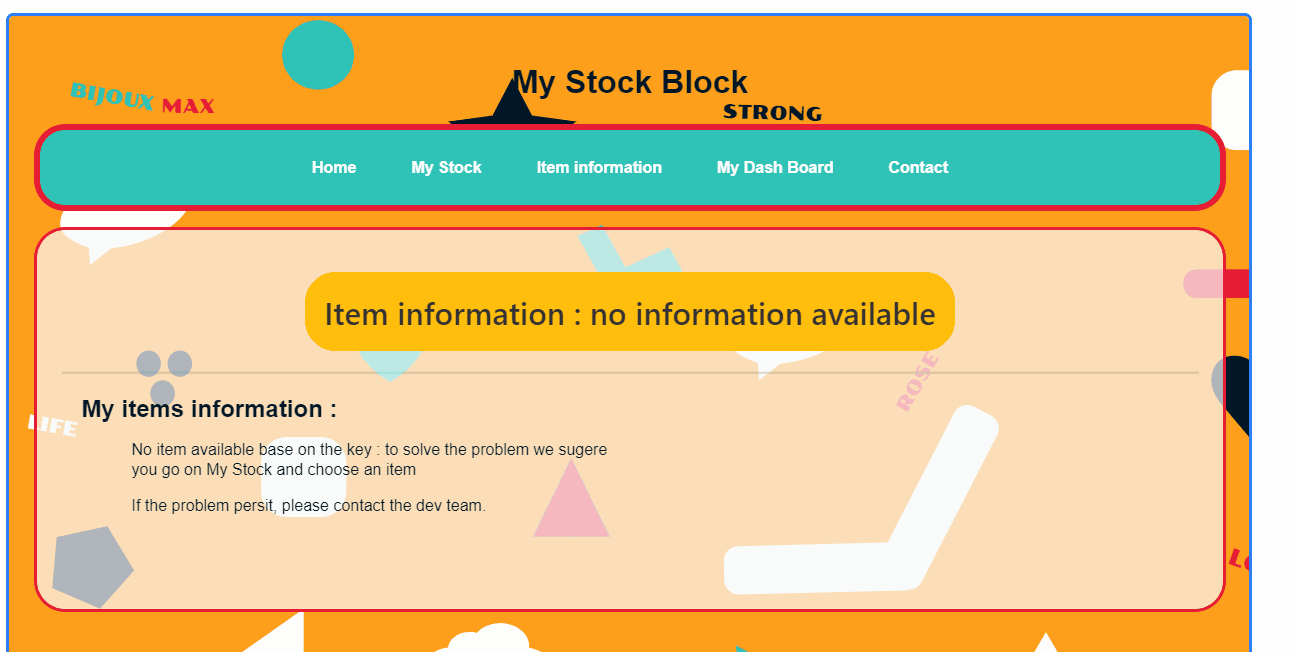 My Stock Block
BIJOUX MAX
STRONG
Home My Stock Item information My Dash Board Contact
Item information : no information available
ROSE
My items information :
LIFE
No item available base on the key : to solve the problem we sugere
you go on My Stock and choose an item
If the problem persit, please contact the dev team.